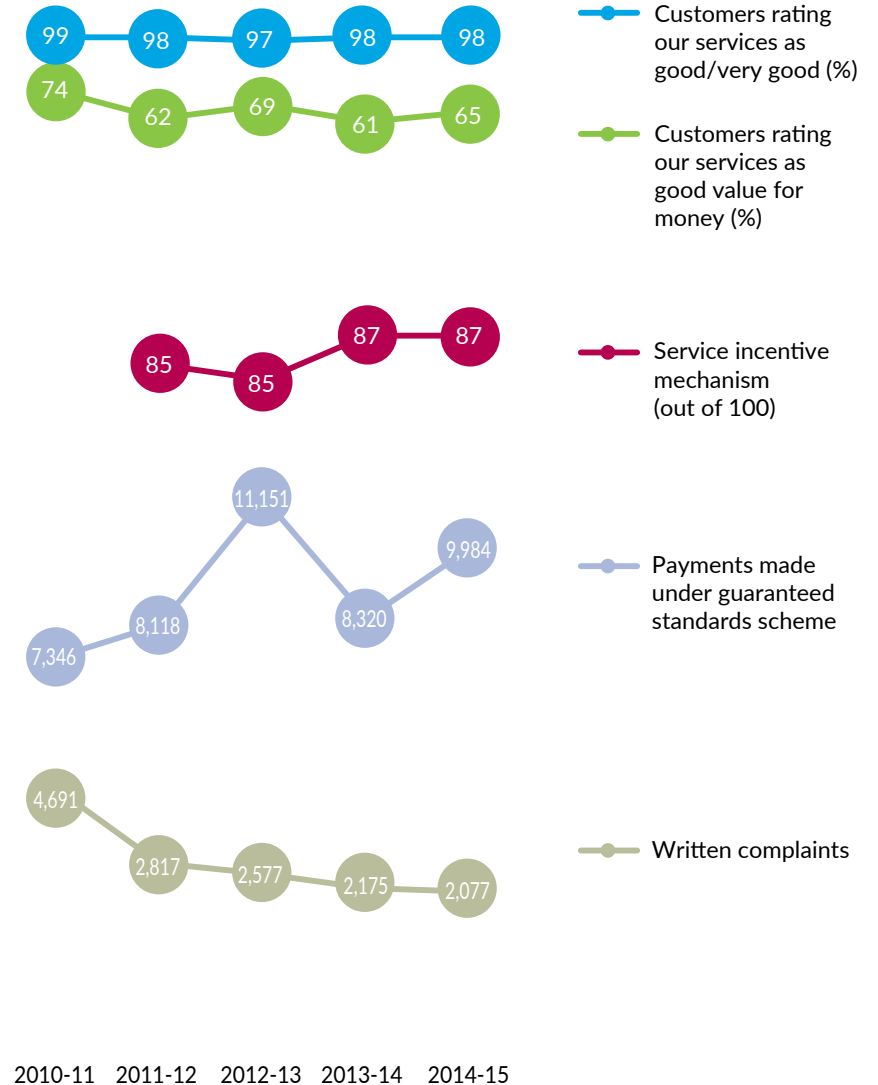 99 98 97 98 98
Customers rating
our services as
good/very good (%)
74 62 69 61 65
Customers rating
our services as
good value for
money (%)
85 85 87 87
Service incentive
mechanism
(out of 100)
7,346 8,118 11,151 8,320 9,984
Payments made
under guaranteed
standards scheme
4,691 2,817 2,577 2,175 2,077
Written complaints
2010-11 2011-12 2012-13 2013-14 2014-15